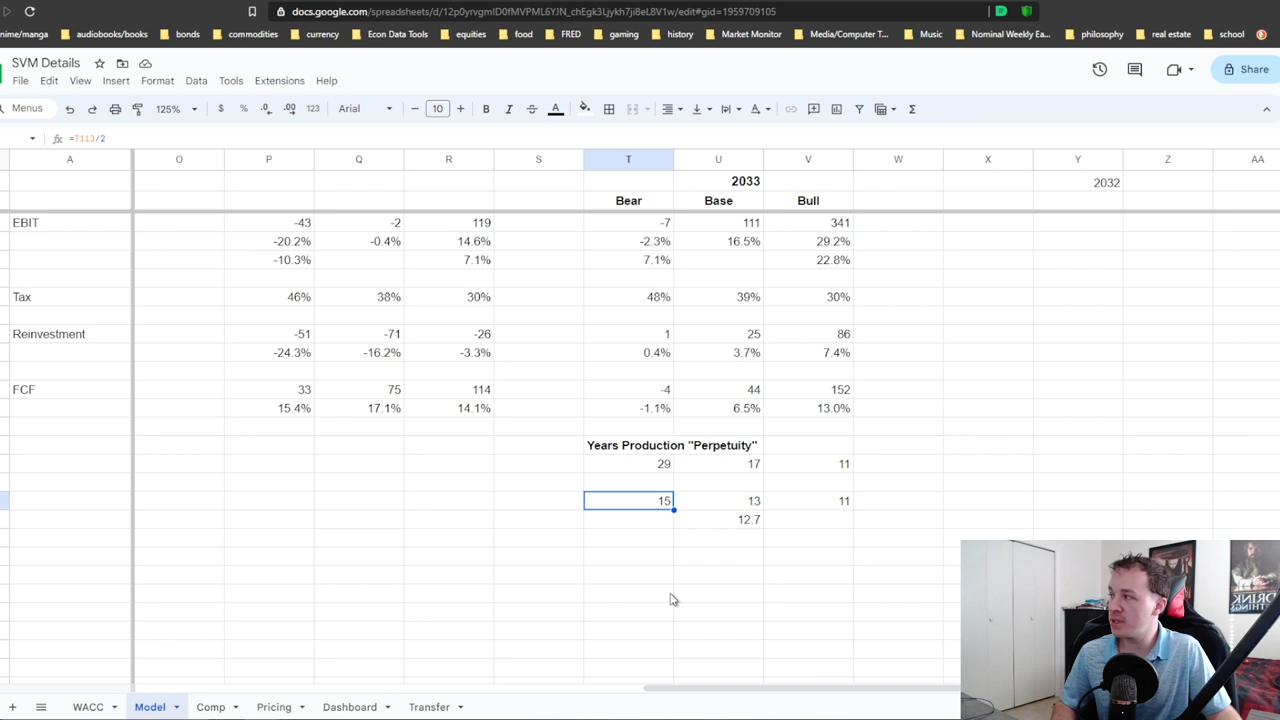 docs.google.com/spreadsheets/d/12p0yrvgmID0fMVPML6YJN_chEgk3Ljykh7ji8eL8V1w/edit#gid=1959709105
nime/manga audiobooks/books bonds commodities currency Econ Data Tools equities food FRED gaming history Market Monitor Media/Computer T... Music Nominal Weekly Ea... philosophy real estate school
SVM Details
Share
File Edit View Insert Format Data Tools Extensions Help
Menus 125% $ % .0 .00 123 Arial 10 B I A Σ
fx =T113/2
A O P Q R S T U V W X Y Z AA
2033 2032
Bear Base Bull
EBIT -43 -2 119 -7 111 341
-20.2% -0.4% 14.6% -2.3% 16.5% 29.2%
-10.3% 7.1% 7.1% 22.8%
Tax 46% 38% 30% 48% 39% 30%
Reinvestment -51 -71 -26 1 25 86
-24.3% -16.2% -3.3% 0.4% 3.7% 7.4%
FCF 33 75 114 -4 44 152
15.4% 17.1% 14.1% -1.1% 6.5% 13.0%
Years Production "Perpetuity"
29 17 11
15 13 11
12.7
DRINK
THINGS
WACC Model Comp Pricing Dashboard Transfer